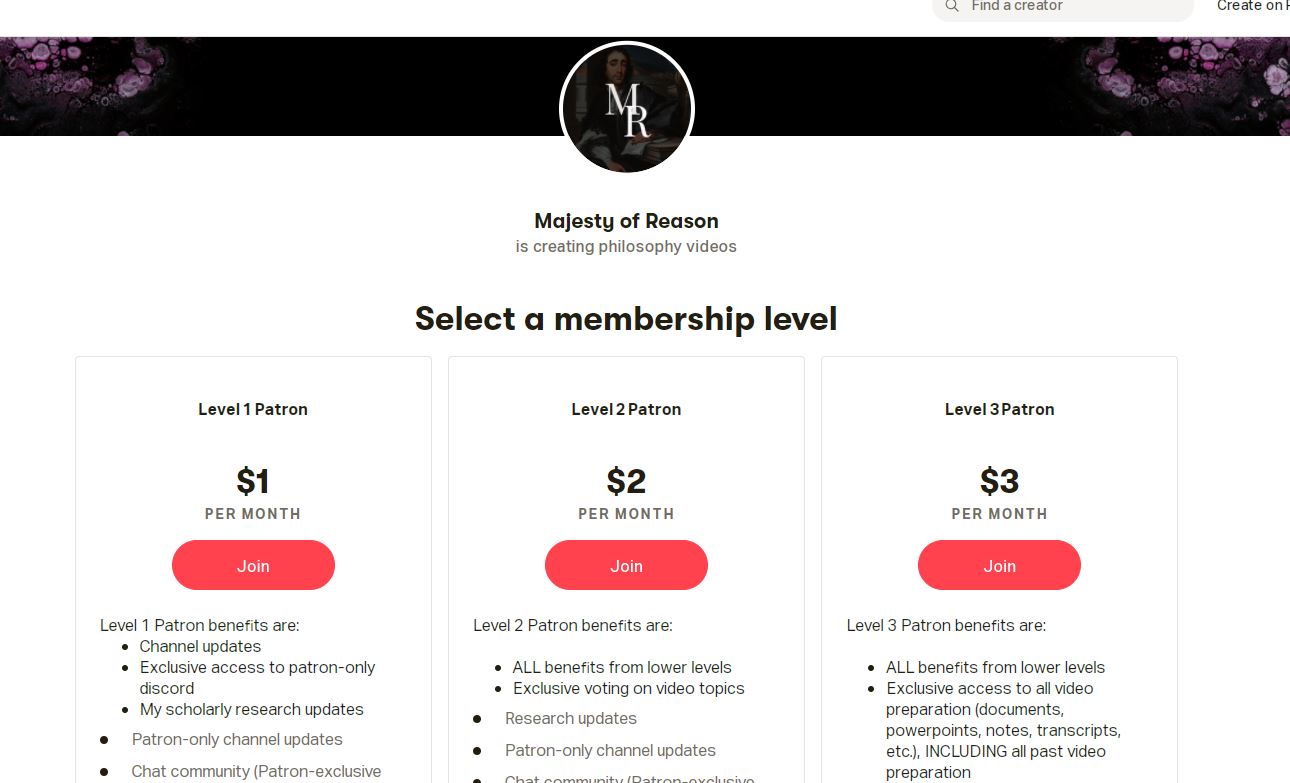 Find a creator
Create on P
MR
Majesty of Reason
is creating philosophy videos
Select a membership level
Level 1 Patron
$1
PER MONTH
Join
Level 1 Patron benefits are:
Channel updates
Exclusive access to patron-only
discord
My scholarly research updates
Patron-only channel updates
Chat community (Patron-exclusive
Level 2 Patron
$2
PER MONTH
Join
Level 2 Patron benefits are:
ALL benefits from lower levels
Exclusive voting on video topics
Research updates
Patron-only channel updates
Chat community (Patron-exclusive
Level 3 Patron
$3
PER MONTH
Join
Level 3 Patron benefits are:
ALL benefits from lower levels
Exclusive access to all video
preparation (documents,
powerpoints, notes, transcripts,
etc.), INCLUDING all past video
preparation